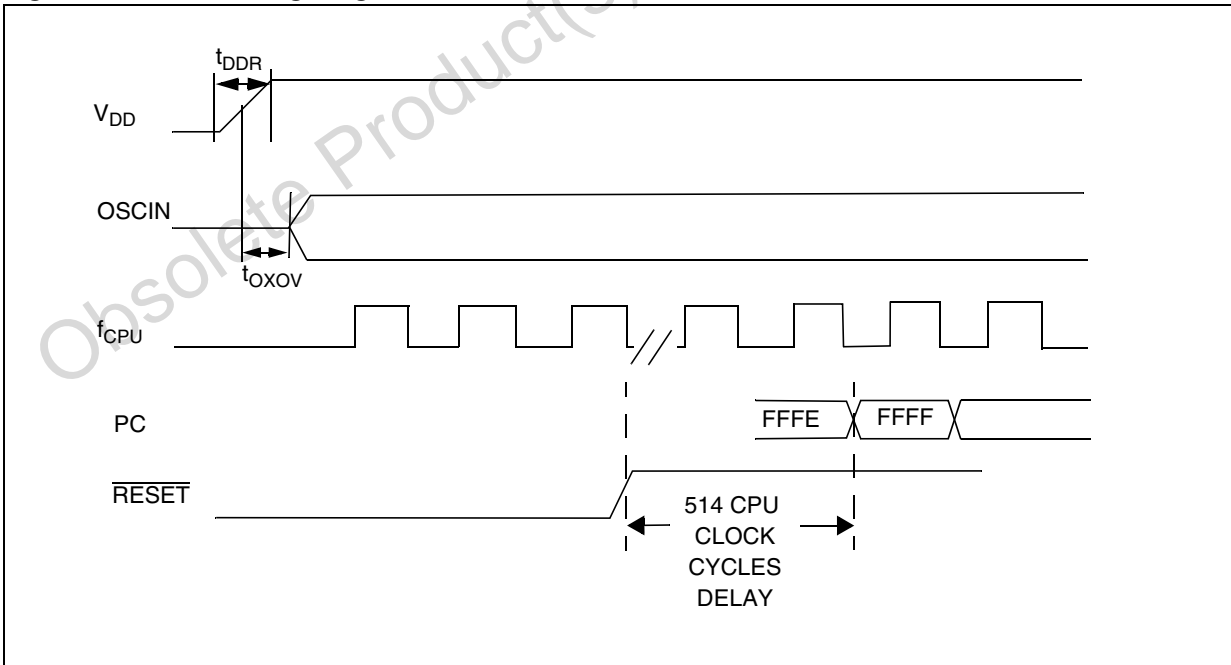 Obsolete Product(s)
tDDR
VDD
OSCIN
tOXOV
fCPU
PC
FFFE
FFFF
RESET
514 CPU
CLOCK
CYCLES
DELAY